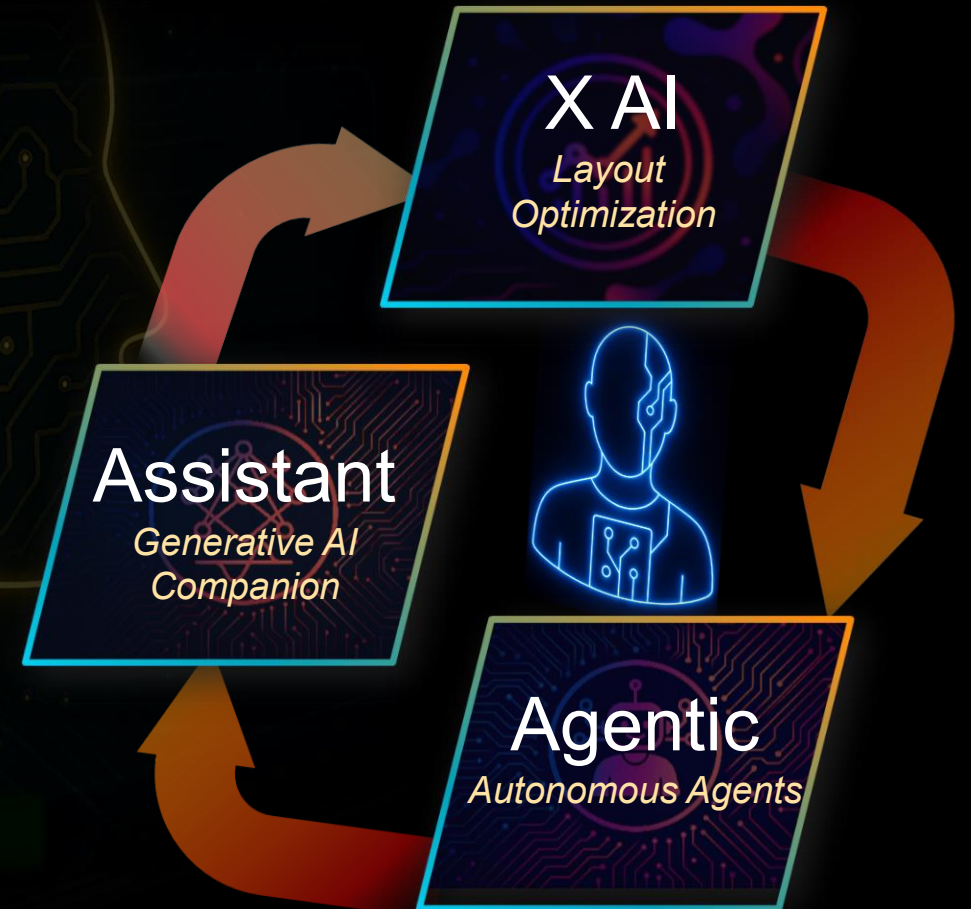 X AI
Layout
Optimization
Assistant
Generative AI
Companion
Agentic
Autonomous Agents